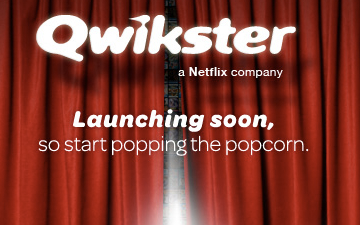 Qwikster
a Netflix company
Launching soon,
so start popping the popcorn.